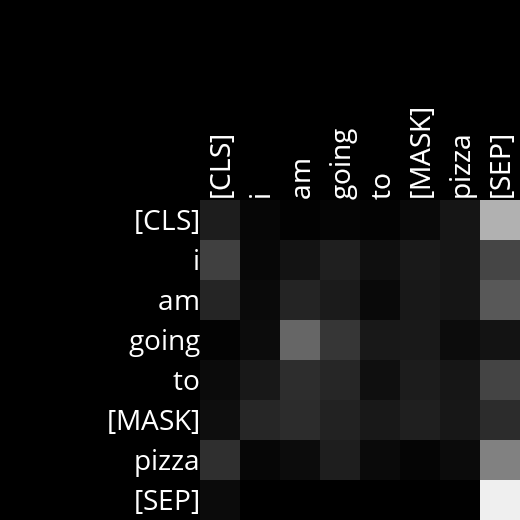 [CLS] i am going to [MASK] pizza [SEP]
[CLS]
i
am
going
to
[MASK]
pizza
[SEP]